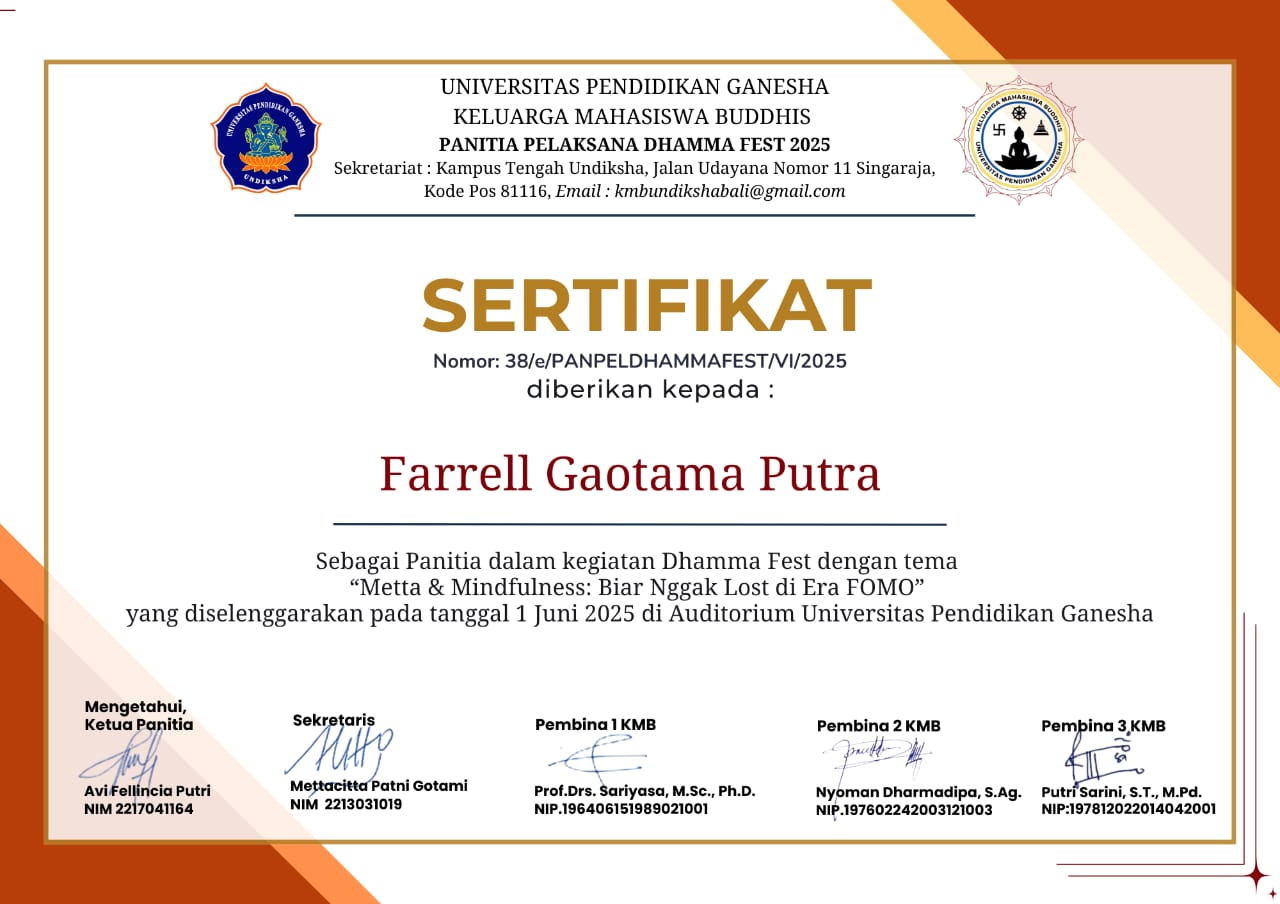 UNIVERSITAS PENDIDIKAN GANESHA
KELUARGA MAHASISWA BUDDHIS
PANITIA PELAKSANA DHAMMA FEST 2025
Sekretariat : Kampus Tengah Undiksha, Jalan Udayana Nomor 11 Singaraja,
Kode Pos 81116, Email : kmbundikshabali@gmail.com
UNIVERSITAS PENDIDIKAN GANESHA
UNDIKSHA
KELUARGA MAHASISWA BUDDHIS
UNIVERSITAS PENDIDIKAN GANESHA
SERTIFIKAT
Nomor: 38/e/PANPELDHAMMAFEST/VI/2025
diberikan kepada :
Farrell Gaotama Putra
Sebagai Panitia dalam kegiatan Dhamma Fest dengan tema
“Metta & Mindfulness: Biar Nggak Lost di Era FOMO”
yang diselenggarakan pada tanggal 1 Juni 2025 di Auditorium Universitas Pendidikan Ganesha
Mengetahui,
Ketua Panitia
Avi Fellincia Putri
NIM 2217041164
Sekretaris
Mettacitta Patni Gotami
NIM 2213031019
Pembina 1 KMB
Prof.Drs. Sariyasa, M.Sc., Ph.D.
NIP.196406151989021001
Pembina 2 KMB
Nyoman Dharmadipa, S.Ag.
NIP.197602242003121003
Pembina 3 KMB
Putri Sarini, S.T., M.Pd.
NIP:197812022014042001